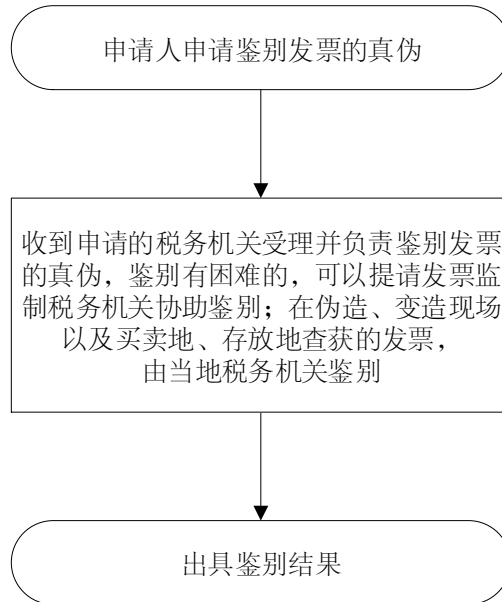 申请人申请鉴别发票的真伪
收到申请的税务机关受理并负责鉴别发票
的真伪，鉴别有困难的，可以提请发票监
制税务机关协助鉴别；在伪造、变造现场
以及买卖地、存放地查获的发票，
由当地税务机关鉴别
出具鉴别结果